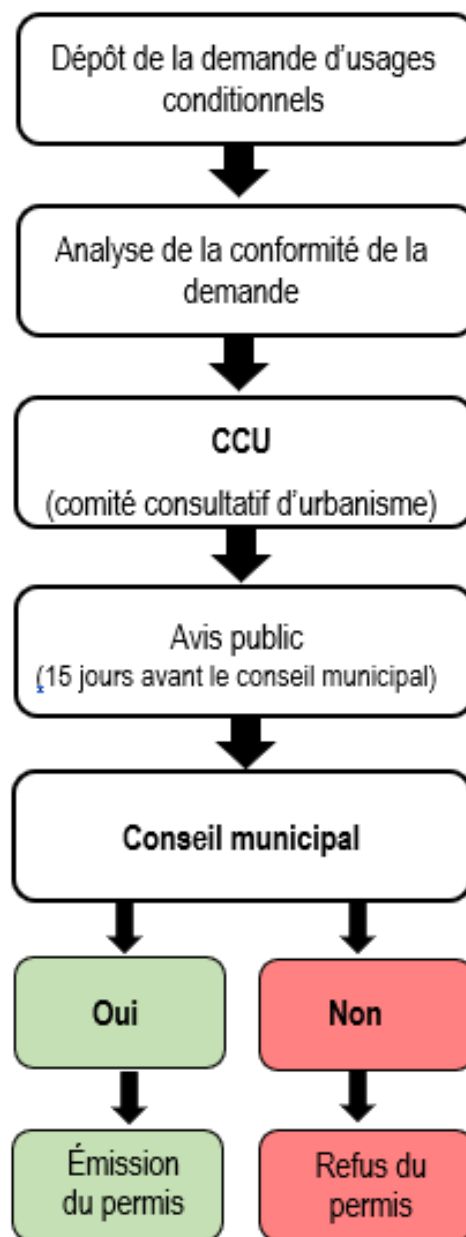 Dépôt de la demande d'usages
conditionnels
Analyse de la conformité de la
demande
CCU
(comité consultatif d'urbanisme)
Avis public
(15 jours avant le conseil municipal)
Conseil municipal
Oui
Non
Émission
du permis
Refus du
permis